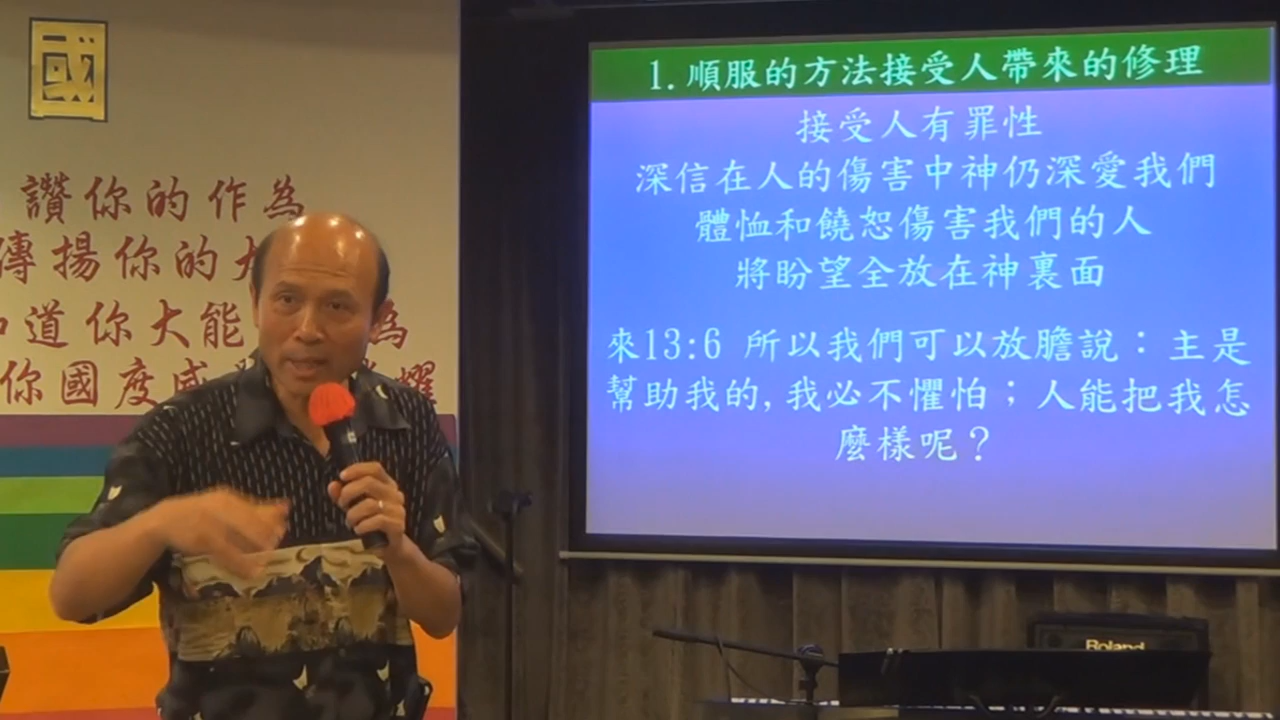 國
讚你的作為
傳揚你的大
道你大能 為
你國度威 耀
1.順服的方法接受人帶來的修理
接受人有罪性
深信在人的傷害中神仍深愛我們
體恤和饒恕傷害我們的人
將盼望全放在神裏面
來13:6 所以我們可以放膽說：主是
幫助我的,我必不懼怕；人能把我怎
麼樣呢？
Roland